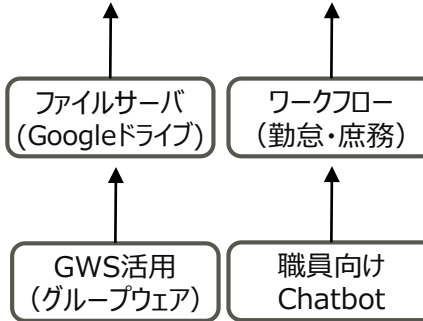 ファイルサーバ
(Googleドライブ)
ワークフロー
（勤怠・庶務）
GWS活用
（グループウェア）
職員向け
Chatbot